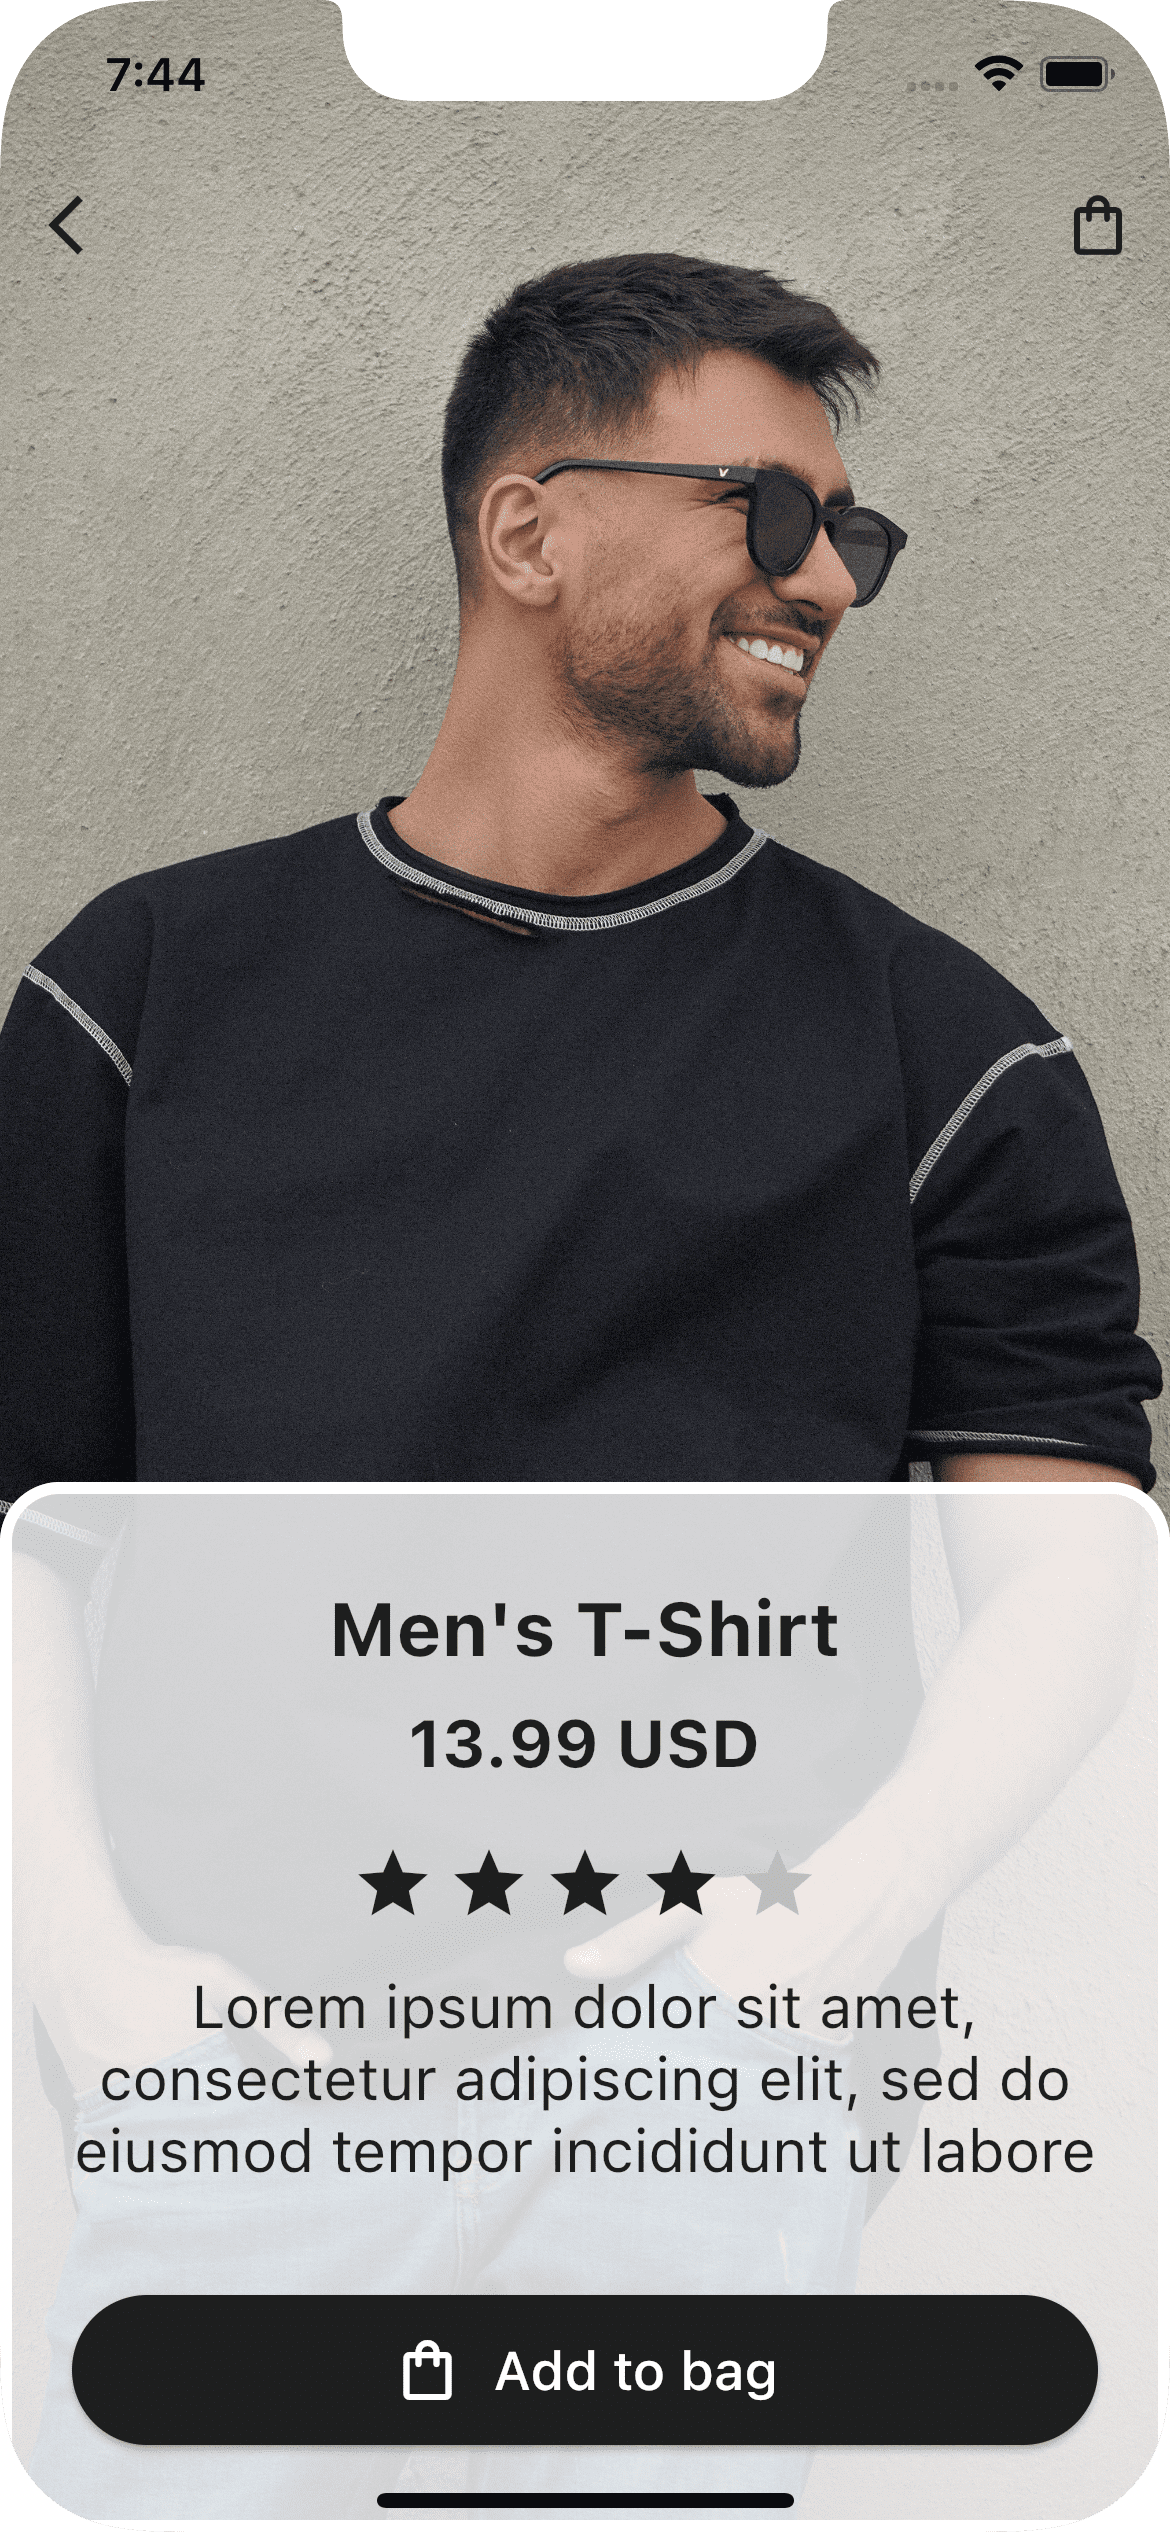 7:44
Men's T-Shirt
13.99 USD
Lorem ipsum dolor sit amet,
consectetur adipiscing elit, sed do
eiusmod tempor incididunt ut labore
Add to bag